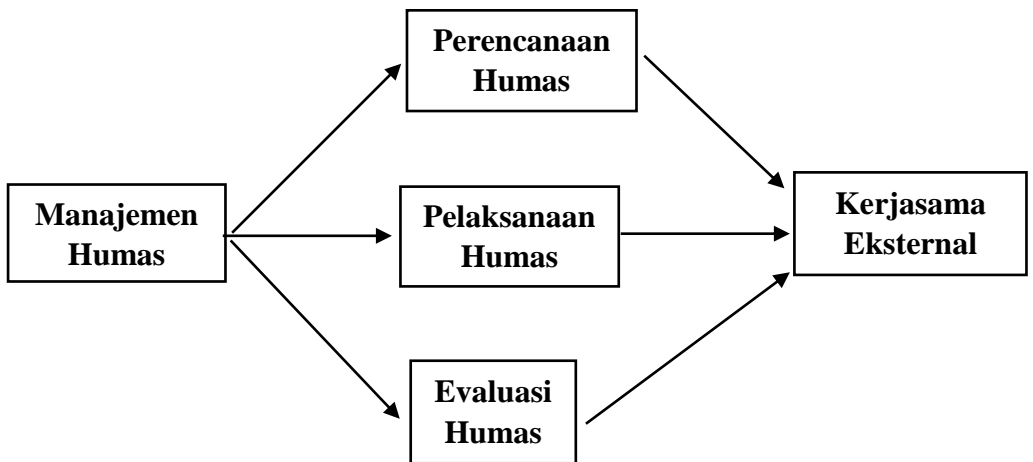 Perencanaan
Humas
Manajemen
Humas
Pelaksanaan
Humas
Kerjasama
Eksternal
Evaluasi
Humas